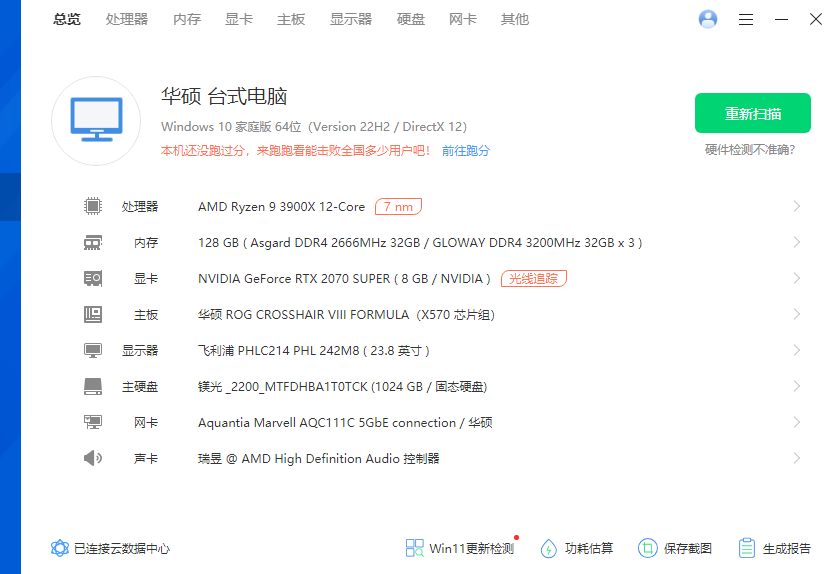 总览 处理器 内存 显卡 主板 显示器 硬盘 网卡 其他
华硕 台式电脑
Windows 10 家庭版 64位（Version 22H2 / DirectX 12）
重新扫描
本机还没跑过分，来跑跑看能击败全国多少用户吧！ 前往跑分
硬件检测不准确?
处理器 AMD Ryzen 9 3900X 12-Core 7 nm
内存 128 GB ( Asgard DDR4 2666MHz 32GB / GLOWAY DDR4 3200MHz 32GB x 3 )
显卡 NVIDIA GeForce RTX 2070 SUPER ( 8 GB / NVIDIA ) 光线追踪
主板 华硕 ROG CROSSHAIR VIII FORMULA（X570 芯片组)
显示器 飞利浦 PHLC214 PHL 242M8 ( 23.8 英寸 )
主硬盘 镁光 _2200_MTFDHBA1T0TCK (1024 GB / 固态硬盘)
网卡 Aquantia Marvell AQC111C 5GbE connection / 华硕
声卡 瑞昱 @ AMD High Definition Audio 控制器
已连接云数据中心 Win11更新检测 功耗估算 保存截图 生成报告